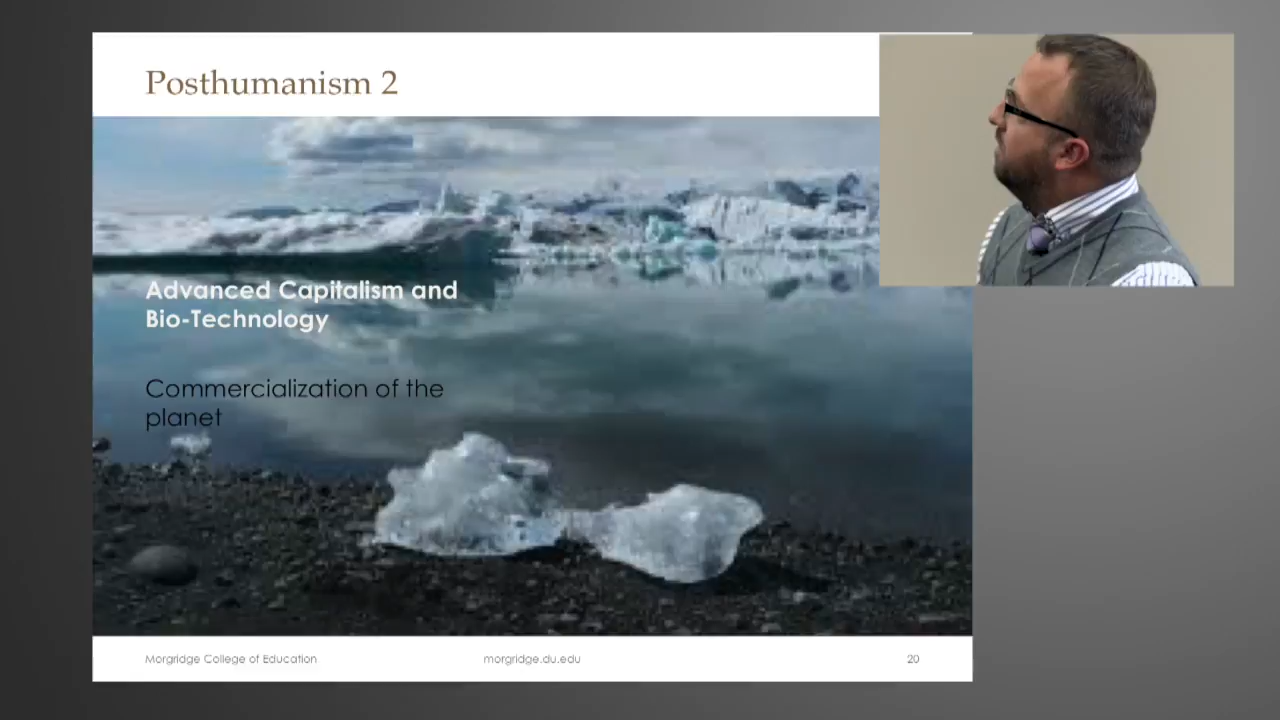 Posthumanism 2
Advanced Capitalism and
Bio-Technology
Commercialization of the
planet
Morgridge College of Education
morgridge.du.edu
20